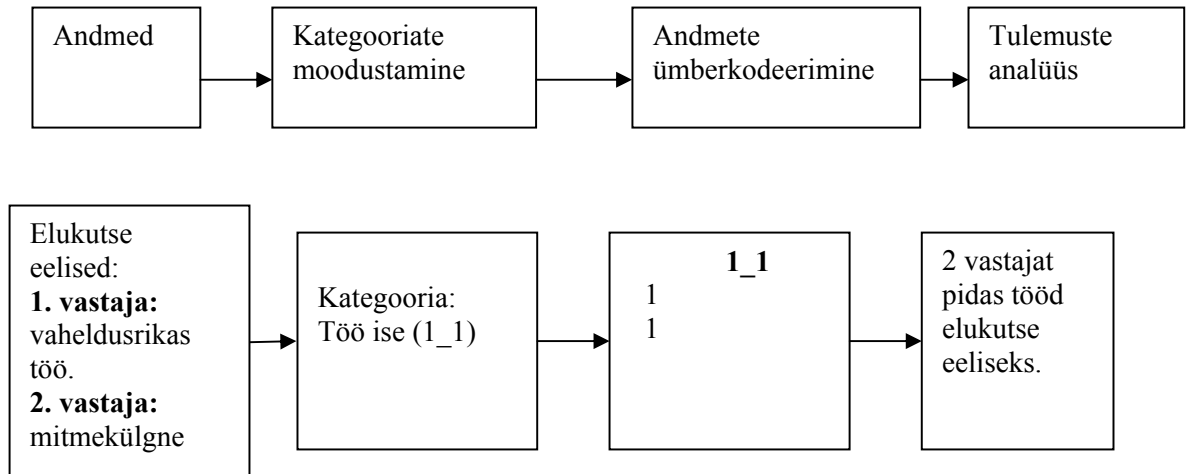 Andmed
Kategooriate
moodustamine
Andmete
ümberkodeerimine
Tulemuste
analüüs
Elukutse
eelised:
1. vastaja:
vaheldusrikas
töö.
2. vastaja:
mitmekülgne
Kategooria:
Töö ise (1_1)
1_1
1
1
2 vastajat
pidas tööd
elukutse
eeliseks.